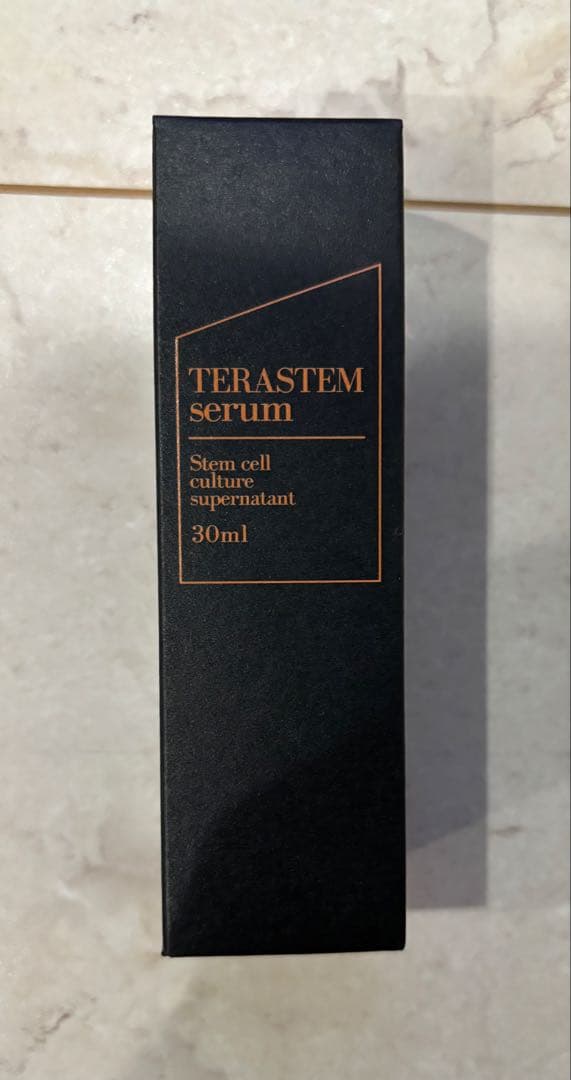 TERASTEM
serum
Stem cell
culture
supernatant
30ml